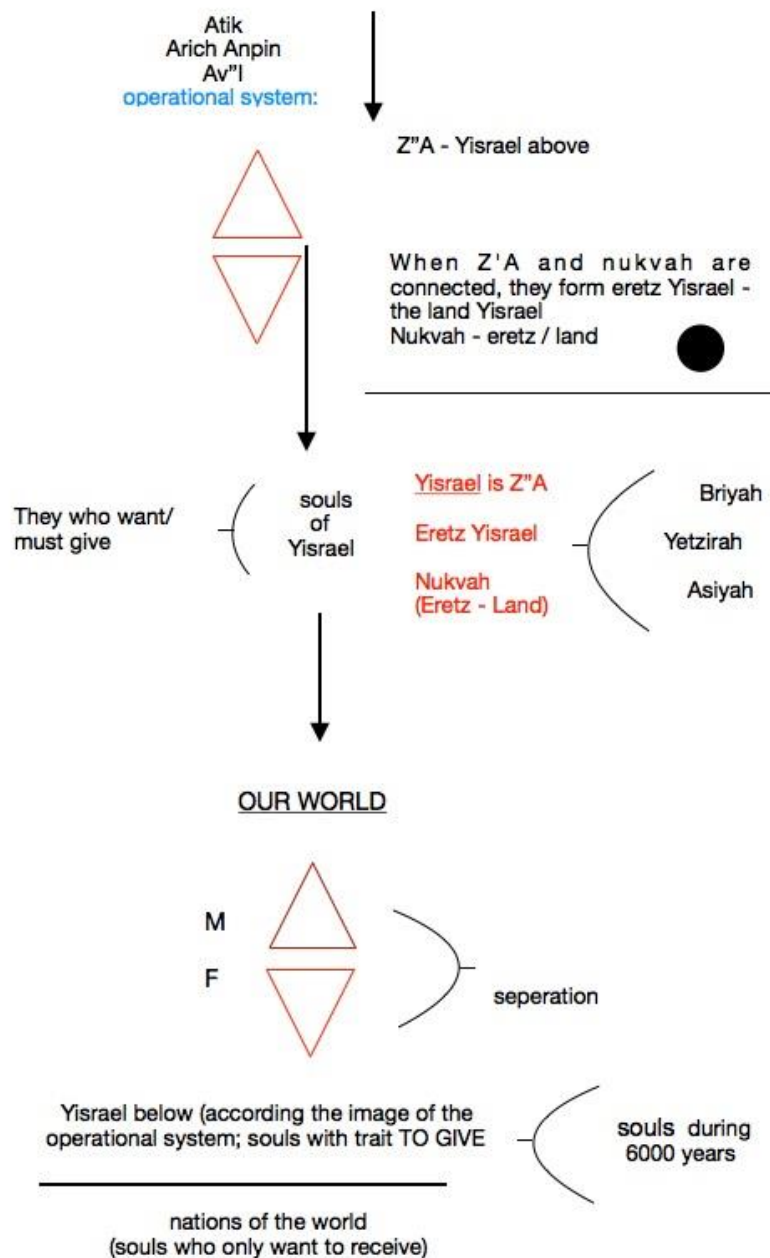 Atik
Arich Anpin
Av"I
operational system:
Z"A - Yisrael above
When Z'A and nukvah are
connected, they form eretz Yisrael -
the land Yisrael
Nukvah - eretz / land
They who want/
must give
souls
of
Yisrael
Yisrael is Z"A
Eretz Yisrael
Nukvah
(Eretz - Land)
Briyah
Yetzirah
Asiyah
OUR WORLD
M
F
seperation
Yisrael below (according the image of the
operational system; souls with trait TO GIVE
souls during
6000 years
nations of the world
(souls who only want to receive)